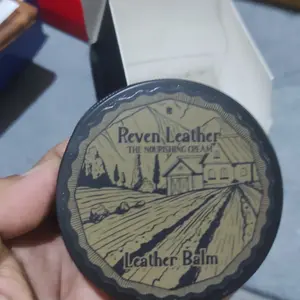 Reven Leather
"THE NOURISHING CREAM"
Leather Balm